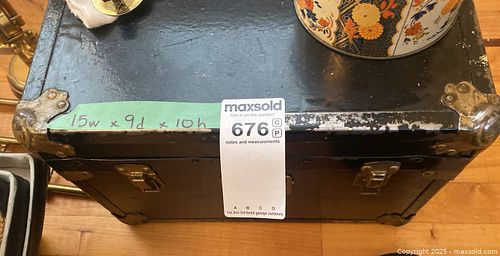 15w x 9d x 10h
maxsold
Get in on the auction!
676 C
P
notes and measurements
A B C D
1st 2nd 3rd bsmt garage outdoors
Copyright 2025 - maxsold.com